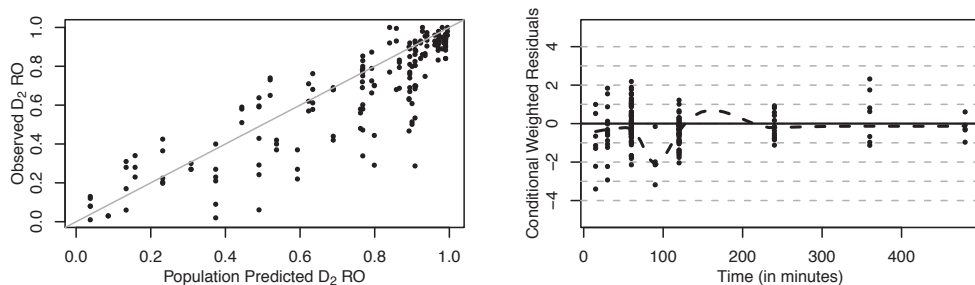 Observed D₂ RO
1.0
0.8
0.6
0.4
0.2
0.0
0.0 0.2 0.4 0.6 0.8 1.0
Population Predicted D₂ RO
Conditional Weighted Residuals
4
2
0
−2
−4
0 100 200 300 400
Time (in minutes)